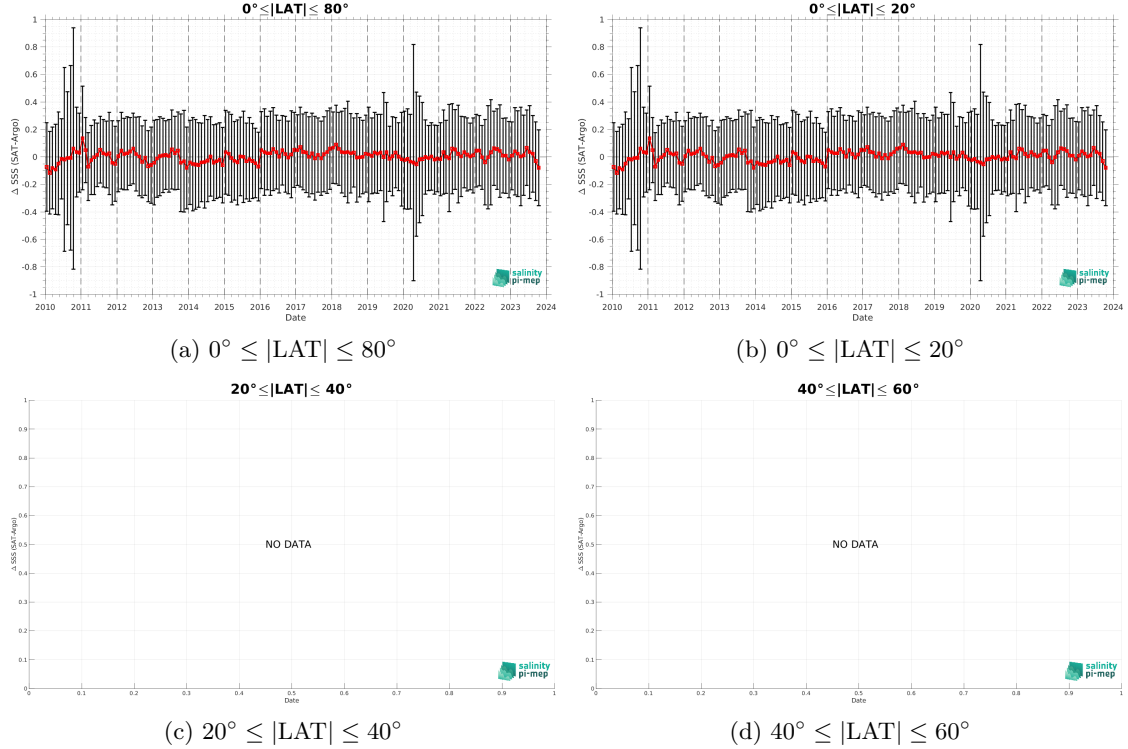 0°≤|LAT|≤ 80°
Δ SSS (SAT-Argo)
1
0.8
0.6
0.4
0.2
0
-0.2
-0.4
-0.6
-0.8
-1
2010 2011 2012 2013 2014 2015 2016 2017 2018 2019 2020 2021 2022 2023 2024
Date
salinity
pi-mep
(a) 0° ≤ |LAT| ≤ 80°
0°≤|LAT|≤ 20°
Δ SSS (SAT-Argo)
1
0.8
0.6
0.4
0.2
0
-0.2
-0.4
-0.6
-0.8
-1
2010 2011 2012 2013 2014 2015 2016 2017 2018 2019 2020 2021 2022 2023 2024
Date
salinity
pi-mep
(b) 0° ≤ |LAT| ≤ 20°
20°≤|LAT|≤ 40°
Δ SSS (SAT-Argo)
1
0.9
0.8
0.7
0.6
0.5
0.4
0.3
0.2
0.1
0
NO DATA
0 0.1 0.2 0.3 0.4 0.5 0.6 0.7 0.8 0.9 1
Date
salinity
pi-mep
(c) 20° ≤ |LAT| ≤ 40°
40°≤|LAT|≤ 60°
Δ SSS (SAT-Argo)
1
0.9
0.8
0.7
0.6
0.5
0.4
0.3
0.2
0.1
0
NO DATA
0 0.1 0.2 0.3 0.4 0.5 0.6 0.7 0.8 0.9 1
Date
salinity
pi-mep
(d) 40° ≤ |LAT| ≤ 60°